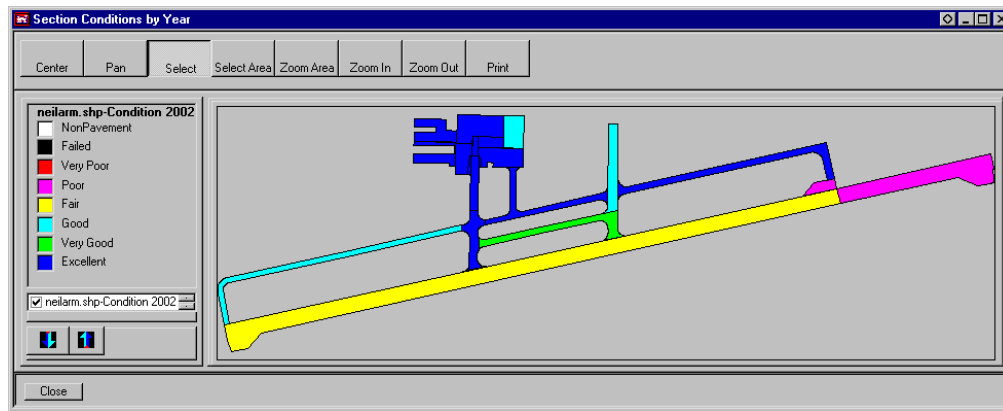 Section Conditions by Year
Center Pan Select Select Area Zoom Area Zoom In Zoom Out Print
neilarm.shp-Condition 2002
NonPavement
Failed
Very Poor
Poor
Fair
Good
Very Good
Excellent
neilarm.shp-Condition 2002
Close